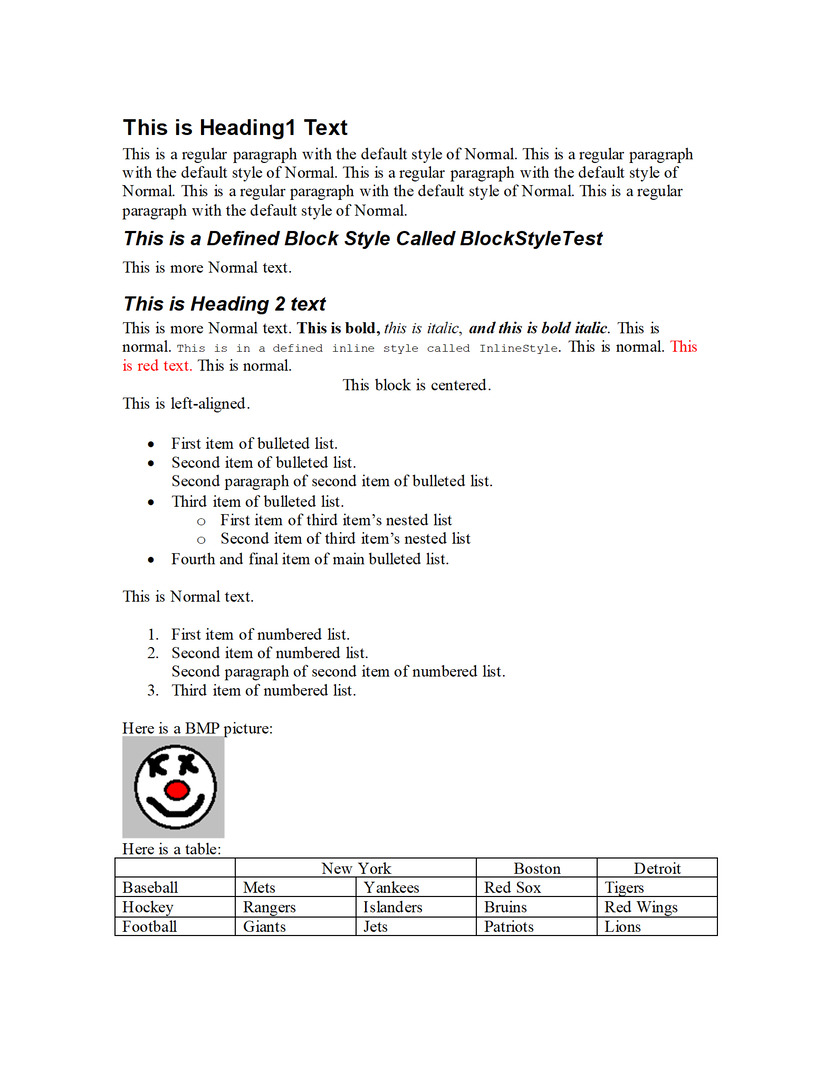 This is Heading1 Text
This is a regular paragraph with the default style of Normal. This is a regular paragraph
with the default style of Normal. This is a regular paragraph with the default style of
Normal. This is a regular paragraph with the default style of Normal. This is a regular
paragraph with the default style of Normal.
This is a Defined Block Style Called BlockStyleTest
This is more Normal text.
This is Heading 2 text
This is more Normal text. This is bold, this is italic, and this is bold italic. This is
normal. This is in a defined inline style called InlineStyle. This is normal. This
is red text. This is normal.
This block is centered.
This is left-aligned.
• First item of bulleted list.
• Second item of bulleted list.
Second paragraph of second item of bulleted list.
• Third item of bulleted list.
o First item of third item’s nested list
o Second item of third item’s nested list
• Fourth and final item of main bulleted list.
This is Normal text.
1. First item of numbered list.
2. Second item of numbered list.
Second paragraph of second item of numbered list.
3. Third item of numbered list.
Here is a BMP picture:
Here is a table:
New York Boston Detroit
Baseball Mets Yankees Red Sox Tigers
Hockey Rangers Islanders Bruins Red Wings
Football Giants Jets Patriots Lions